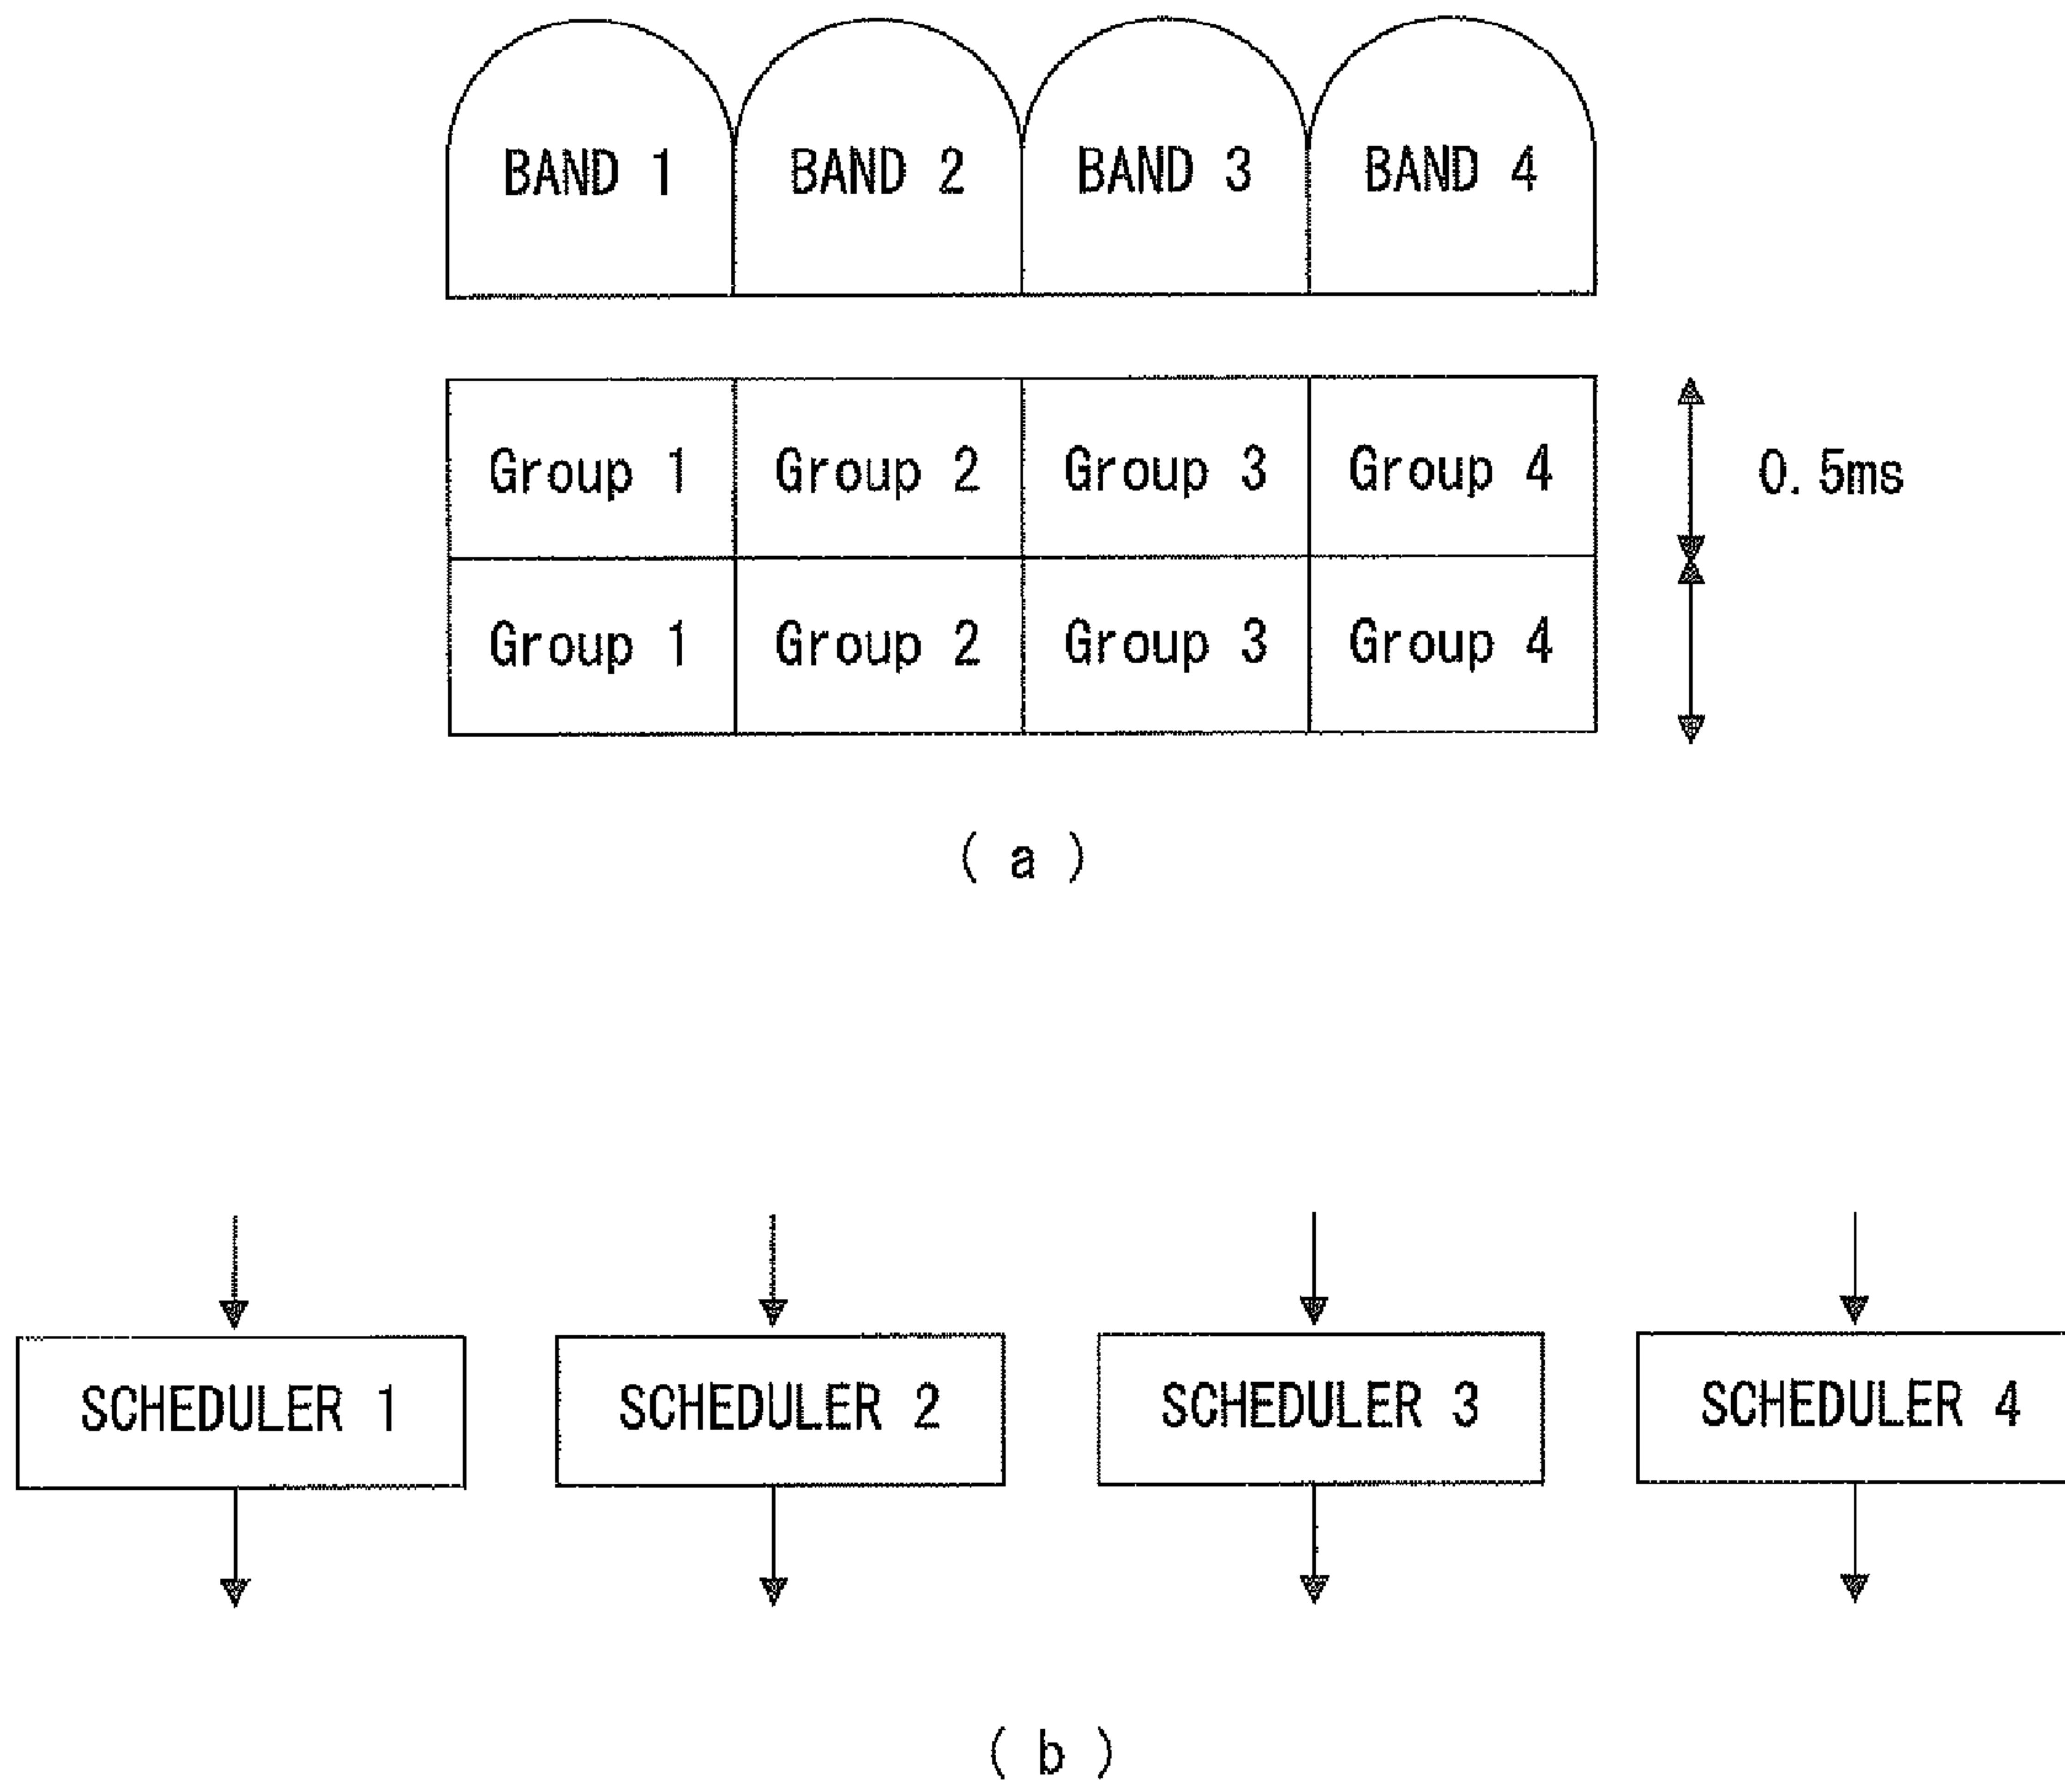 BAND 1 BAND 2 BAND 3 BAND 4
Group 1 Group 2 Group 3 Group 4 0.5ms
Group 1 Group 2 Group 3 Group 4
( a )
SCHEDULER 1 SCHEDULER 2 SCHEDULER 3 SCHEDULER 4
( b )